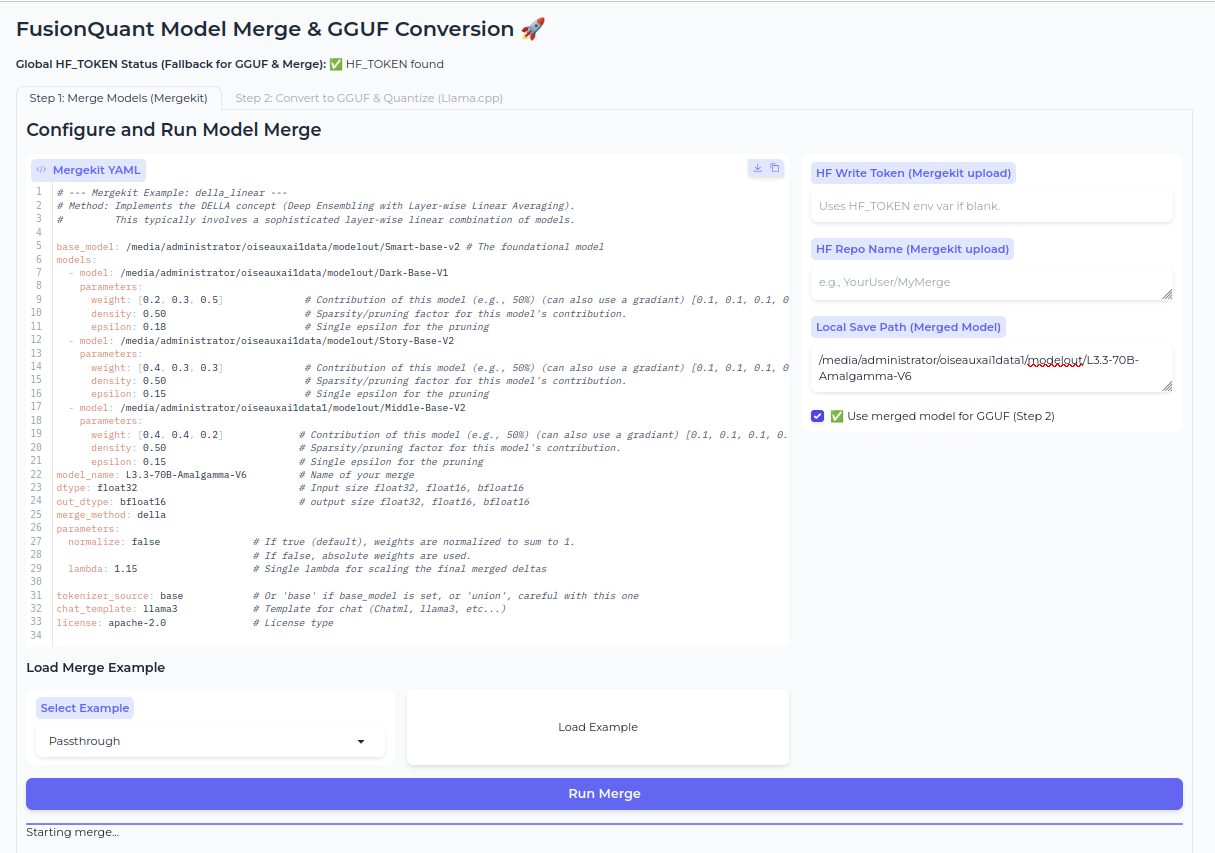 FusionQuant Model Merge & GGUF Conversion 🚀
Global HF_TOKEN Status (Fallback for GGUF & Merge): ✅ HF_TOKEN found
Step 1: Merge Models (Mergekit)
Step 2: Convert to GGUF & Quantize (Llama.cpp)
Configure and Run Model Merge
Mergekit YAML
1 # --- Mergekit Example: della_linear ---
2 # Method: Implements the DELLA concept (Deep Ensembling with Layer-wise Linear Averaging).
3 #         This typically involves a sophisticated layer-wise linear combination of models.
4
5 base_model: /media/administrator/oiseauxai1data/modelout/Smart-base-v2 # The foundational model
6 models:
7   - model: /media/administrator/oiseauxai1data/modelout/Dark-Base-V1
8     parameters:
9       weight: [0.2, 0.3, 0.5]              # Contribution of this model (e.g., 50%) (can also use a gradiant) [0.1, 0.1, 0.1, 0
10       density: 0.50                        # Sparsity/pruning factor for this model's contribution.
11       epsilon: 0.18                        # Single epsilon for the pruning
12   - model: /media/administrator/oiseauxai1data/modelout/Story-Base-V2
13     parameters:
14       weight: [0.4, 0.3, 0.3]              # Contribution of this model (e.g., 50%) (can also use a gradiant) [0.1, 0.1, 0.1, 0
15       density: 0.50                        # Sparsity/pruning factor for this model's contribution.
16       epsilon: 0.15                        # Single epsilon for the pruning
17   - model: /media/administrator/oiseauxai1data1/modelout/Middle-Base-V2
18     parameters:
19       weight: [0.4, 0.4, 0.2]             # Contribution of this model (e.g., 50%) (can also use a gradiant) [0.1, 0.1, 0.1, 0.
20       density: 0.50                       # Sparsity/pruning factor for this model's contribution.
21       epsilon: 0.15                       # Single epsilon for the pruning
22 model_name: L3.3-70B-Amalgamma-V6         # Name of your merge
23 dtype: float32                            # Input size float32, float16, bfloat16
24 out_dtype: bfloat16                       # output size float32, float16, bfloat16
25 merge_method: della
26 parameters:
27   normalize: false                # If true (default), weights are normalized to sum to 1.
28                                   # If false, absolute weights are used.
29   lambda: 1.15                    # Single lambda for scaling the final merged deltas
30
31 tokenizer_source: base            # Or 'base' if base_model is set, or 'union', careful with this one
32 chat_template: llama3             # Template for chat (Chatml, llama3, etc...)
33 license: apache-2.0               # License type
34
HF Write Token (Mergekit upload)
Uses HF_TOKEN env var if blank.
HF Repo Name (Mergekit upload)
e.g., YourUser/MyMerge
Local Save Path (Merged Model)
/media/administrator/oiseauxai1data1/modelout/L3.3-70B-
Amalgamma-V6
✅ Use merged model for GGUF (Step 2)
Load Merge Example
Select Example
Passthrough
Load Example
Run Merge
Starting merge...